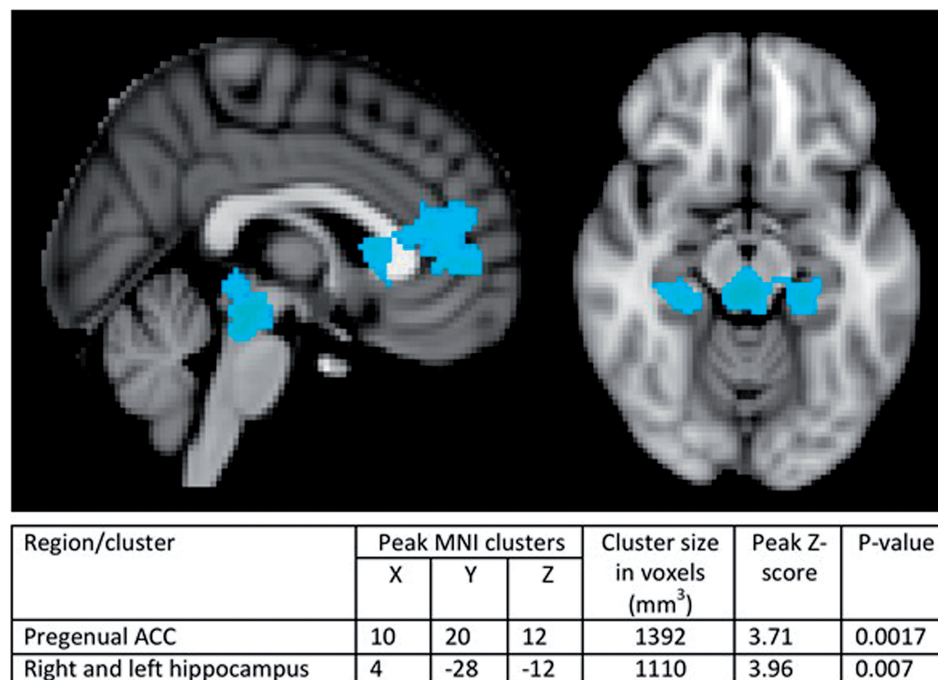 Region/cluster Peak MNI clusters Cluster size in voxels (mm³) Peak Z-score P-value
X Y Z
Pregenual ACC 10 20 12 1392 3.71 0.0017
Right and left hippocampus 4 -28 -12 1110 3.96 0.007